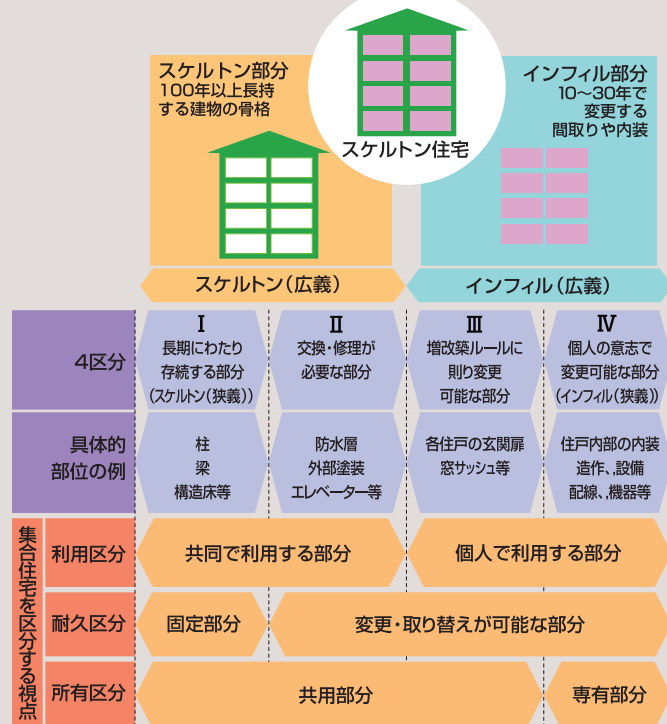 スケルトン部分
100年以上長持
する建物の骨格
スケルトン住宅
インフィル部分
10〜30年で
変更する
間取りや内装
スケルトン(広義)
インフィル(広義)
4区分
Ⅰ
長期にわたり
存続する部分
(スケルトン(狭義))
Ⅱ
交換・修理が
必要な部分
Ⅲ
増改築ルールに
則り変更
可能な部分
Ⅳ
個人の意志で
変更可能な部分
(インフィル(狭義))
具体的
部位の例
柱
梁
構造床等
防水層
外部塗装
エレベーター等
各住戸の玄関扉
窓サッシュ等
住戸内部の内装
造作、,設備
配線、,機器等
集合住宅を区分する視点
利用区分
共同で利用する部分
個人で利用する部分
耐久区分
固定部分
変更・取り替えが可能な部分
所有区分
共用部分
専有部分